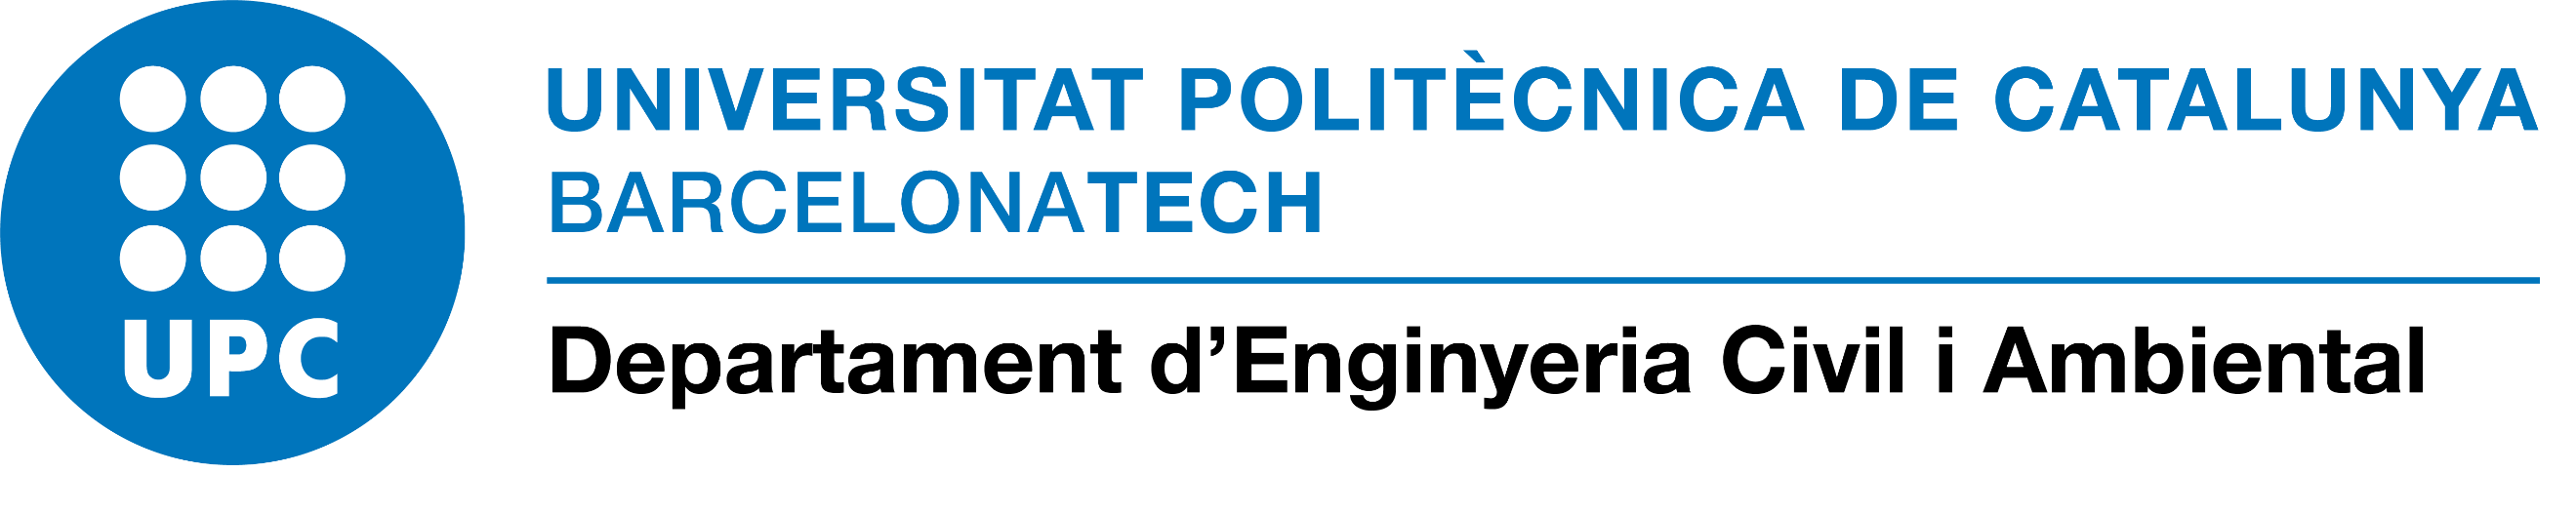 UPC
UNIVERSITAT POLITÈCNICA DE CATALUNYA
BARCELONATECH
Departament d’Enginyeria Civil i Ambiental